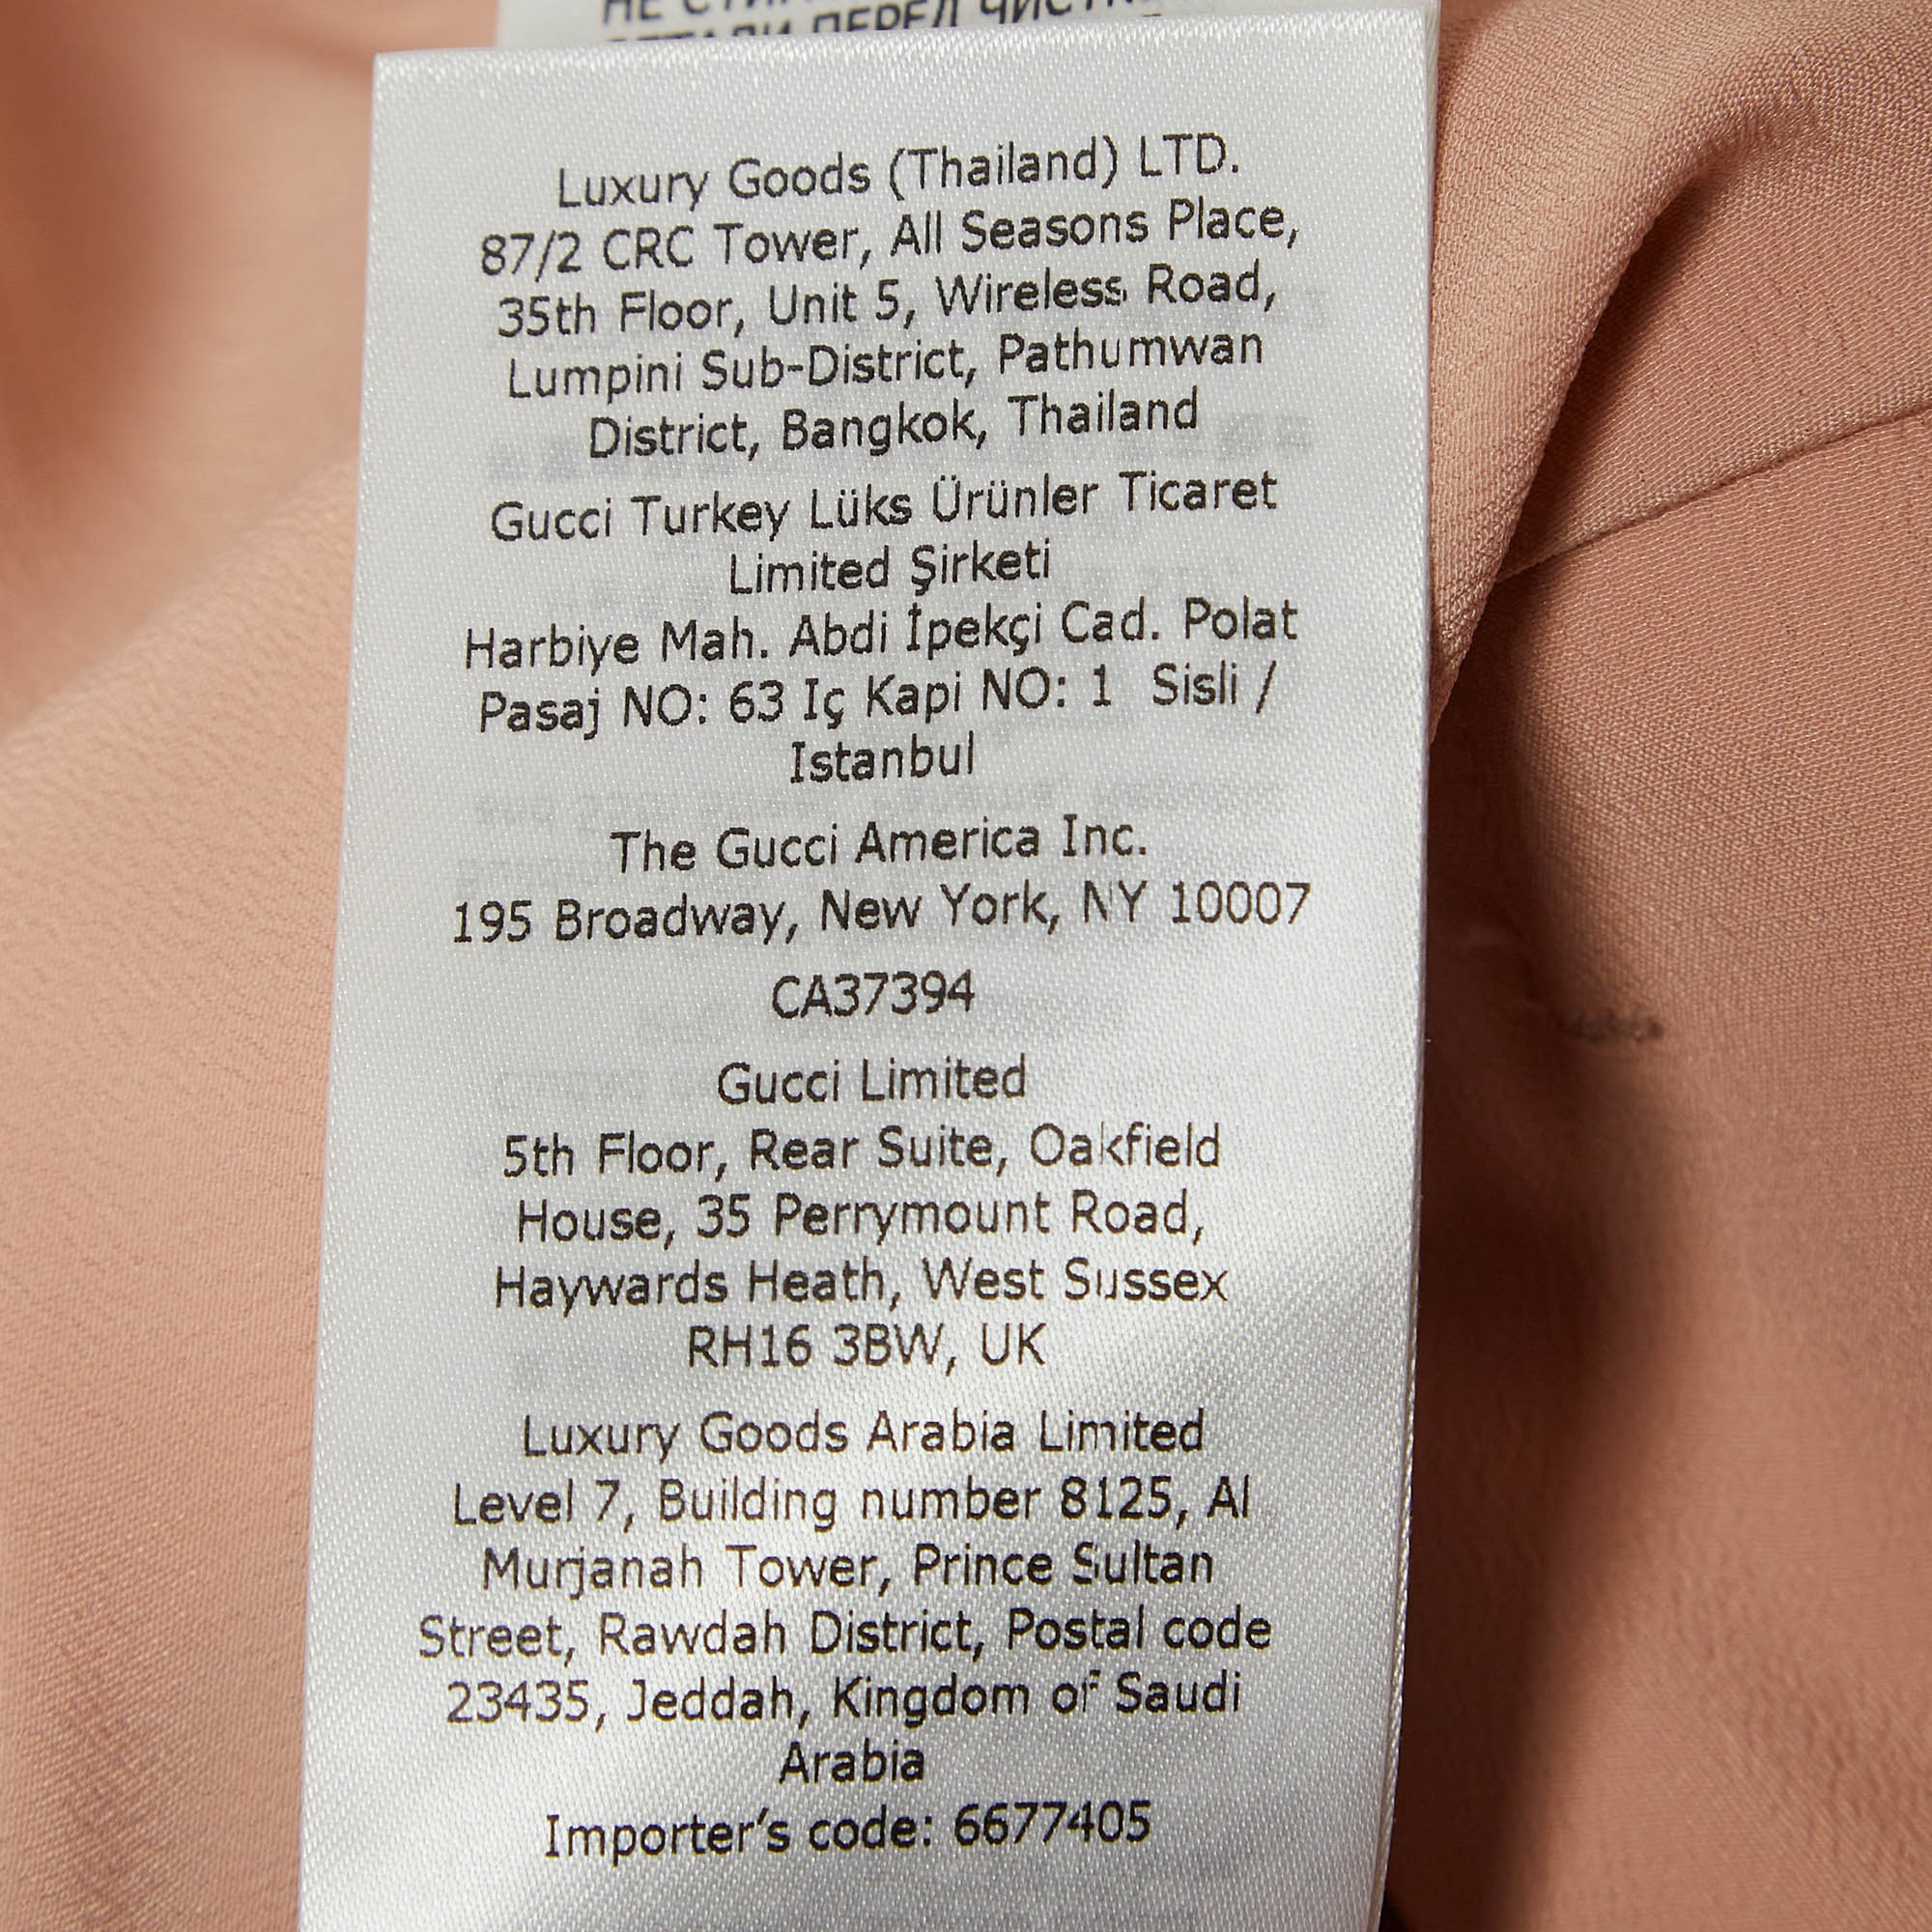 ДЕТАЛИ ПЕРЕД
Luxury Goods (Thailand) LTD.
87/2 CRC Tower, All Seasons Place,
35th Floor, Unit 5, Wireless Road,
Lumpini Sub-District, Pathumwan
District, Bangkok, Thailand
Gucci Turkey Lüks Ürünler Ticaret
Limited Şirketi
Harbiye Mah. Abdi İpekçi Cad. Polat
Pasaj NO: 63 Iç Kapi NO: 1 Sisli /
Istanbul
The Gucci America Inc.
195 Broadway, New York, NY 10007
CA37394
Gucci Limited
5th Floor, Rear Suite, Oakfield
House, 35 Perrymount Road,
Haywards Heath, West Sussex
RH16 3BW, UK
Luxury Goods Arabia Limited
Level 7, Building number 8125, Al
Murjanah Tower, Prince Sultan
Street, Rawdah District, Postal code
23435, Jeddah, Kingdom of Saudi
Arabia
Importer's code: 6677405